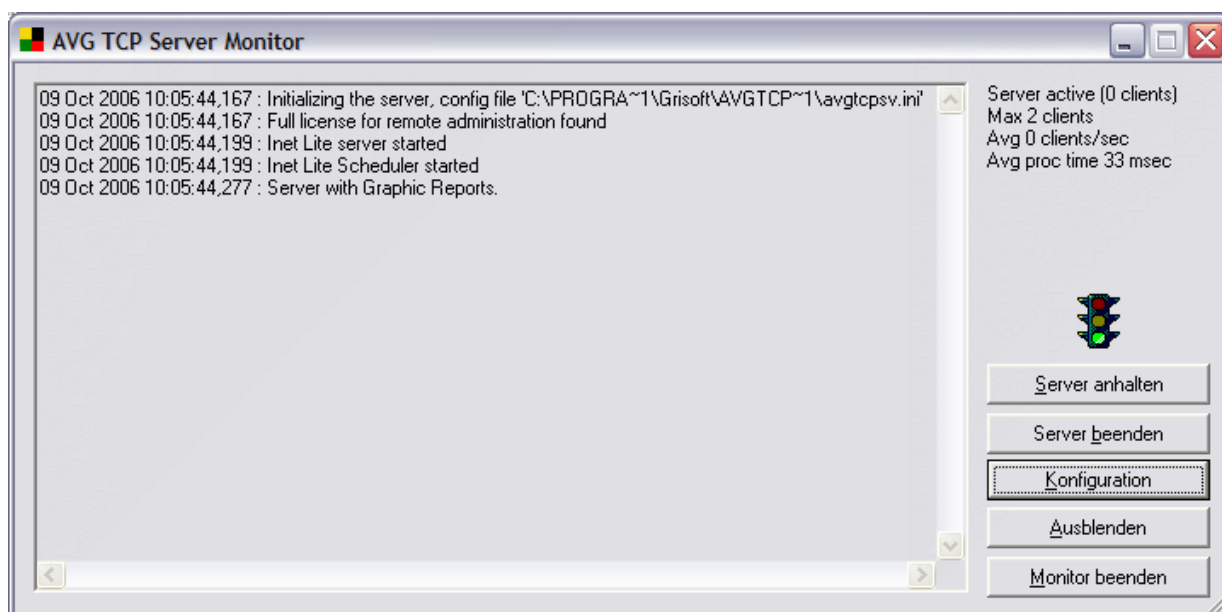 AVG TCP Server Monitor
09 Oct 2006 10:05:44,167 : Initializing the server, config file 'C:\PROGRA~1\Grisoft\AVGTCP~1\avgtcpsv.ini'
09 Oct 2006 10:05:44,167 : Full license for remote administration found
09 Oct 2006 10:05:44,199 : Inet Lite server started
09 Oct 2006 10:05:44,199 : Inet Lite Scheduler started
09 Oct 2006 10:05:44,277 : Server with Graphic Reports.
Server active (0 clients)
Max 2 clients
Avg 0 clients/sec
Avg proc time 33 msec
Server anhalten
Server beenden
Konfiguration
Ausblenden
Monitor beenden